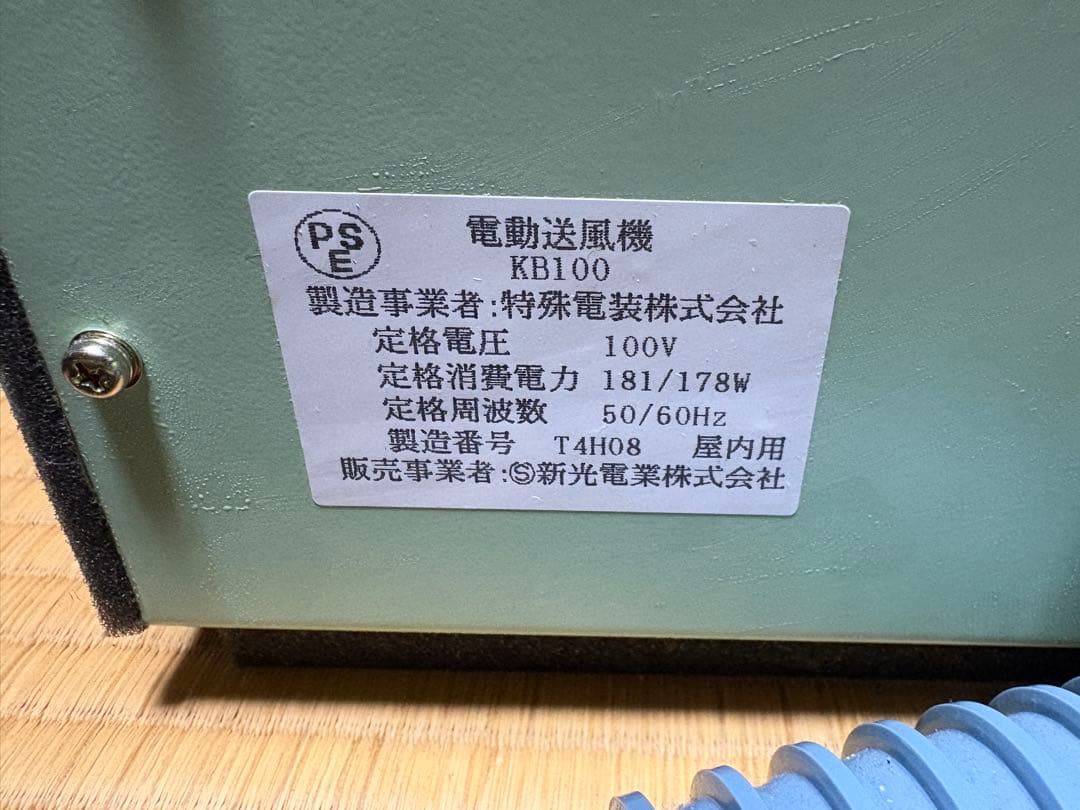 PSE
電動送風機
KB100
製造事業者:特殊電装株式会社
定格電圧 100V
定格消費電力 181/178W
定格周波数 50/60Hz
製造番号 T4H08 屋内用
販売事業者:Ⓢ新光電業株式会社